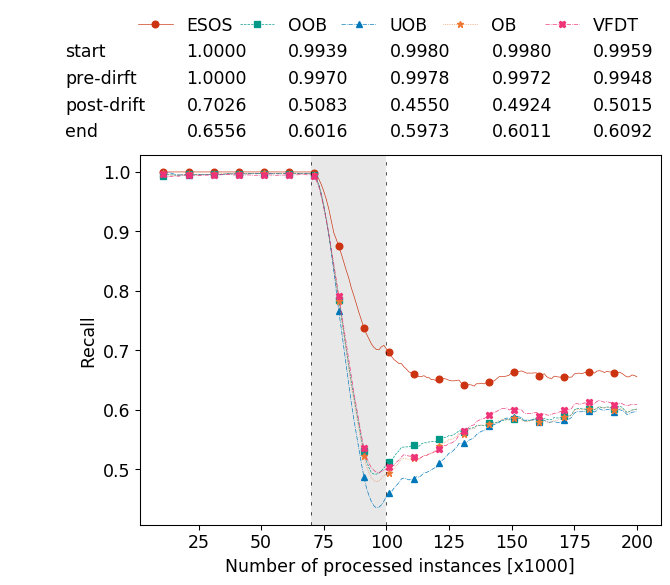 ESOS OOB UOB OB VFDT
start 1.0000 0.9939 0.9980 0.9980 0.9959
pre-dirft 1.0000 0.9970 0.9978 0.9972 0.9948
post-drift 0.7026 0.5083 0.4550 0.4924 0.5015
end 0.6556 0.6016 0.5973 0.6011 0.6092
1.0
0.9
0.8
0.7
0.6
0.5
Recall
25 50 75 100 125 150 175 200
Number of processed instances [x1000]